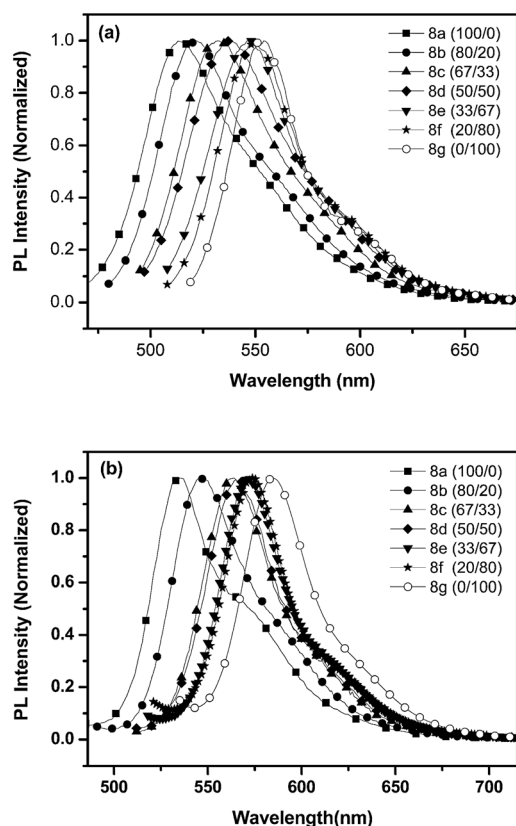 (a)
8a (100/0)
8b (80/20)
8c (67/33)
8d (50/50)
8e (33/67)
8f (20/80)
8g (0/100)
PL Intensity (Normalized)
1.0
0.8
0.6
0.4
0.2
0.0
500
550
600
650
Wavelength (nm)
(b)
8a (100/0)
8b (80/20)
8c (67/33)
8d (50/50)
8e (33/67)
8f (20/80)
8g (0/100)
PL Intensity (Normalized)
1.0
0.8
0.6
0.4
0.2
0.0
500
550
600
650
700
Wavelength(nm)